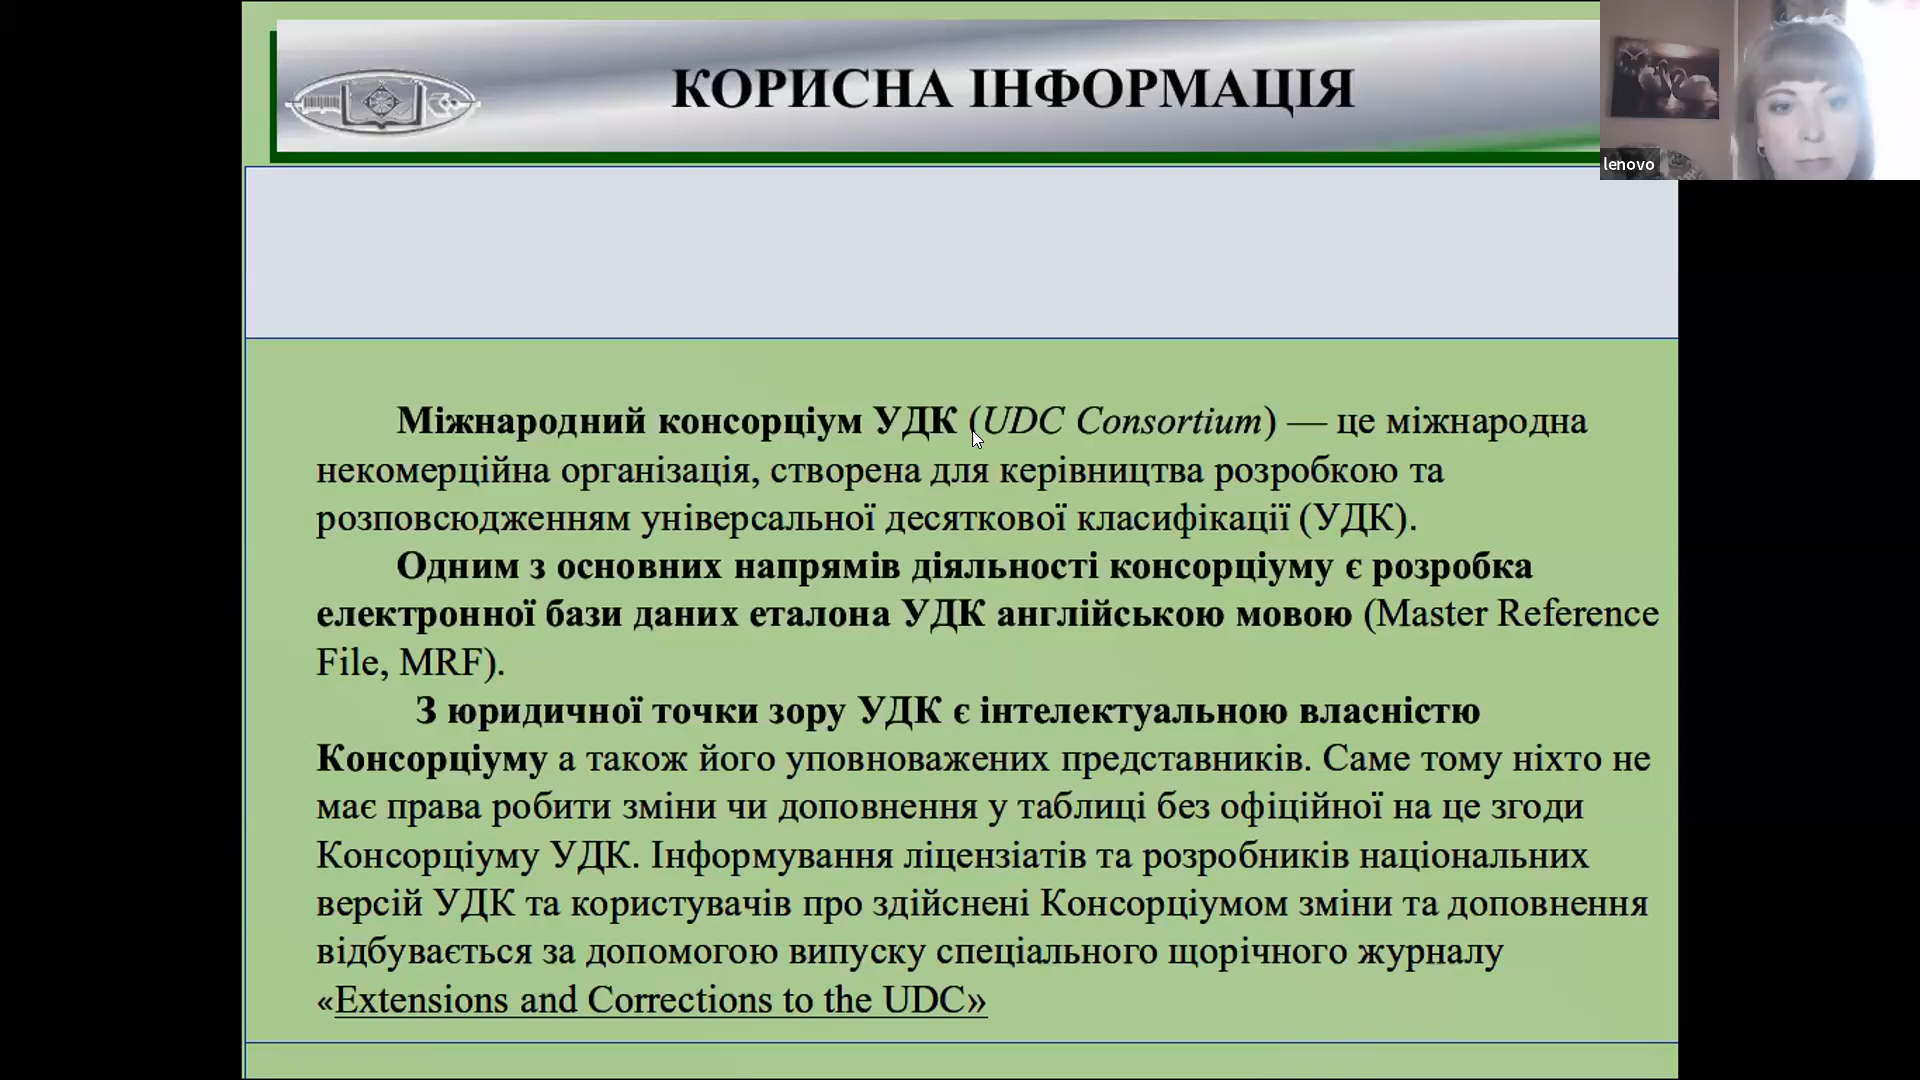 КОРИСНА ІНФОРМАЦІЯ
lenovo
Міжнародний консорціум УДК (UDC Consortium) — це міжнародна
некомерційна організація, створена для керівництва розробкою та
розповсюдженням універсальної десяткової класифікації (УДК).
Одним з основних напрямів діяльності консорціуму є розробка
електронної бази даних еталона УДК англійською мовою (Master Reference
File, MRF).
З юридичної точки зору УДК є інтелектуальною власністю
Консорціуму а також його уповноважених представників. Саме тому ніхто не
має права робити зміни чи доповнення у таблиці без офіційної на це згоди
Консорціуму УДК. Інформування ліцензіатів та розробників національних
версій УДК та користувачів про здійснені Консорціумом зміни та доповнення
відбувається за допомогою випуску спеціального щорічного журналу
«Extensions and Corrections to the UDC»